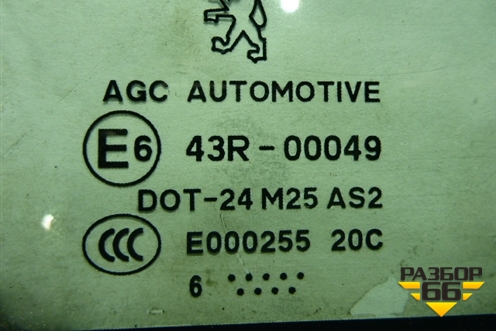 AGC AUTOMOTIVE
E6 43R-00049
DOT-24 M25 AS2
CCC E000255 20C
6 ··········
РАЗБОР
66